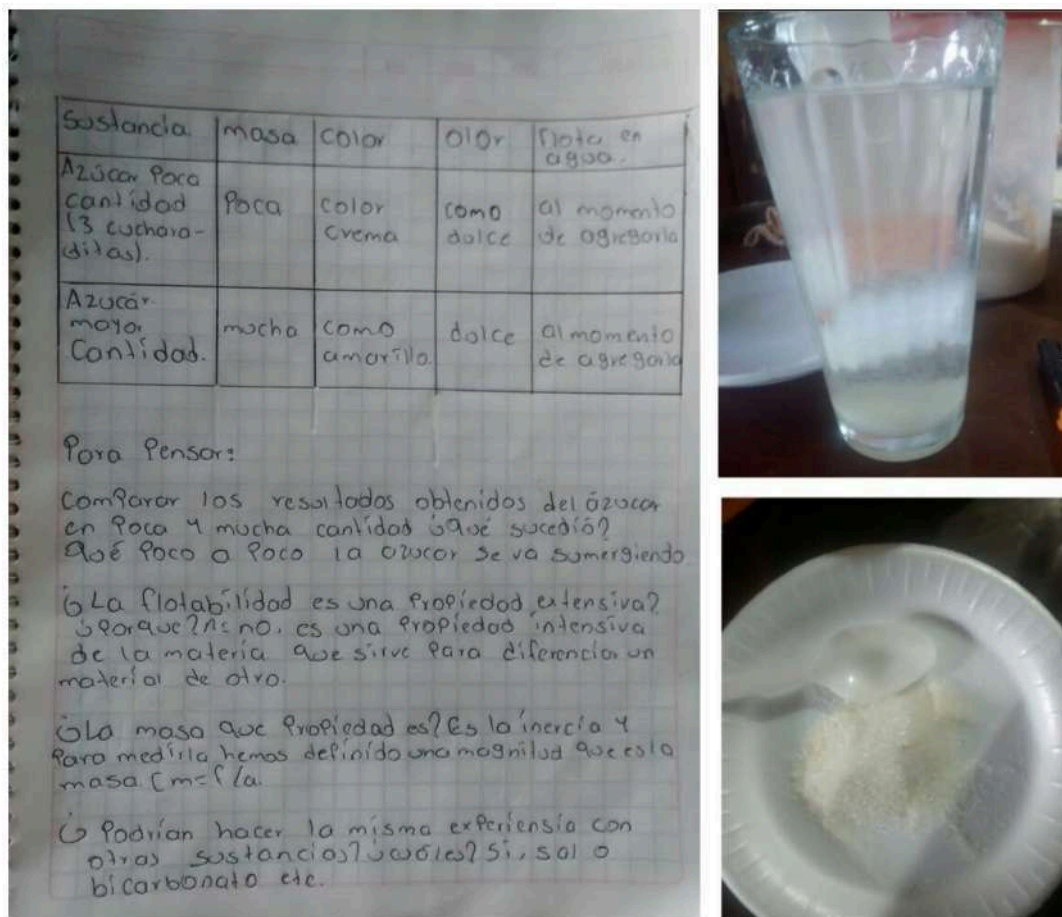 Sustancia masa color olor flota en
agua.
Azúcar Poca
cantidad
(3 cuchara-
ditas).
Poca
color
crema
como
dulce
al momento
de agregarla
Azucár
mayor
Cantidad.
mucha
como
amarillo.
dulce
al momento
de agregarla
Para Pensar:
Comparar los resultados obtenidos del ázucar
en Poca y mucha cantidad ¿Qué sucedió?
Qué Poco a Poco la azucar se va sumergiendo
¿La flotabilidad es una Propiedad extensiva?
¿Porque? no, es una Propiedad intensiva
de la materia que sirve Para diferenciar un
material de otro.
¿La masa que Propiedad es? Es la inercia y
Para medirla hemos definido una magnitud que es la
masa (m=f/a.
¿Podrían hacer la misma experiensia con
otras sustancias? ¿cuáles? Si, sal o
bicarbonato etc.